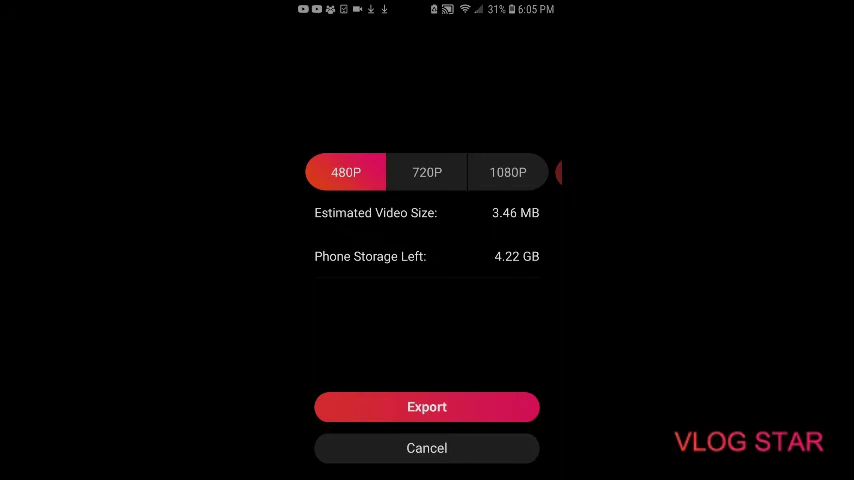 31% 6:05 PM
480P 720P 1080P
Estimated Video Size: 3.46 MB
Phone Storage Left: 4.22 GB
Export
Cancel
VLOG STAR